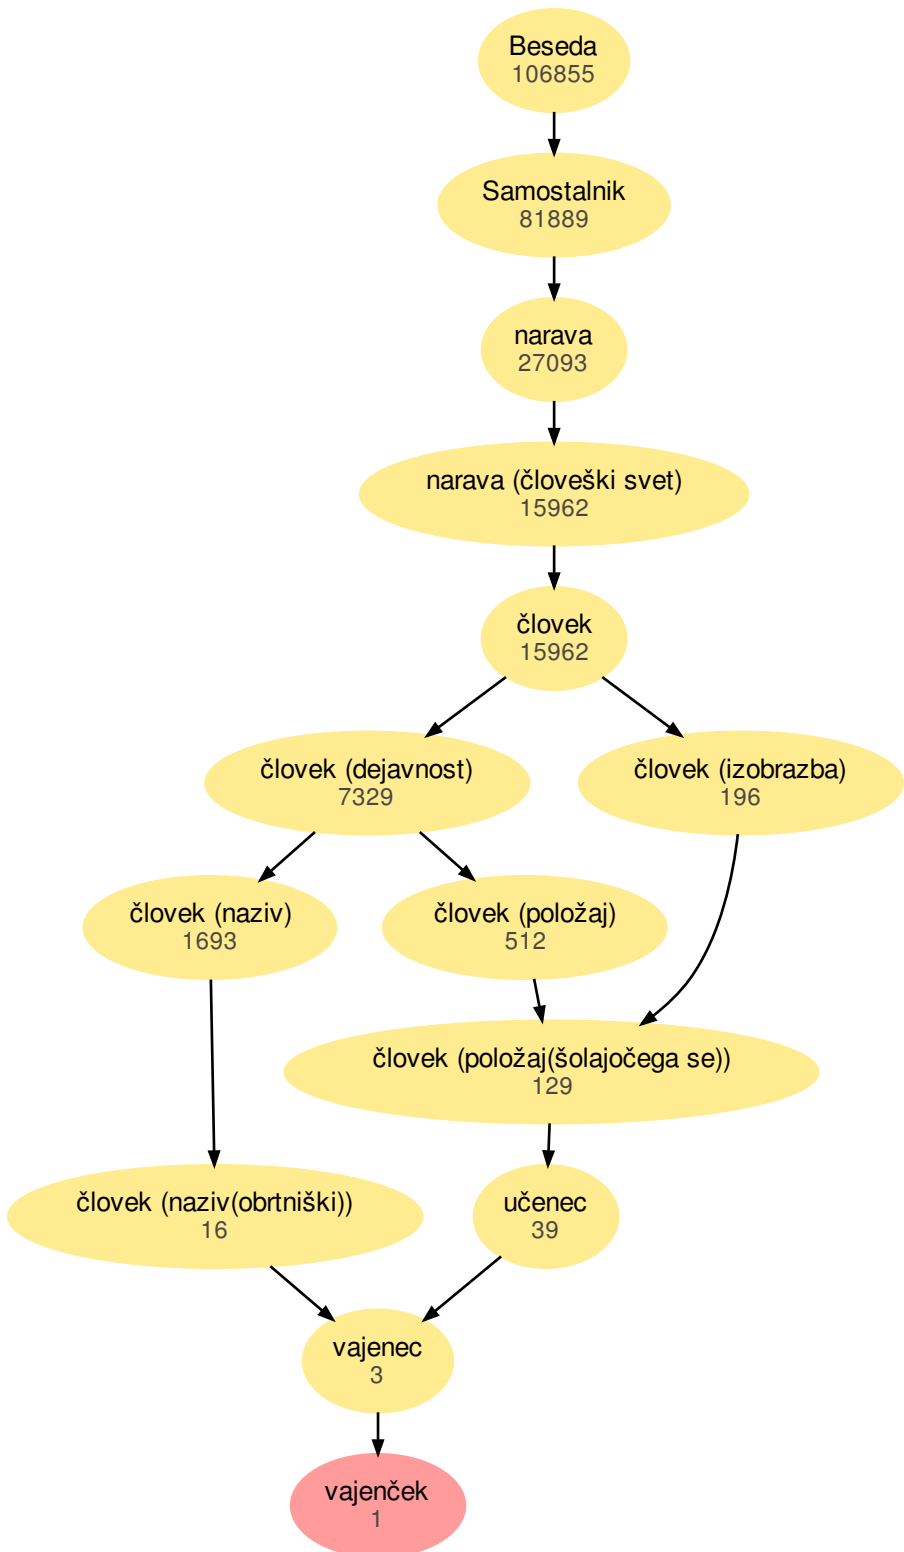 Beseda
106855
Samostalnik
81889
narava
27093
narava (človeški svet)
15962
človek
15962
človek (dejavnost)
7329
človek (izobrazba)
196
človek (naziv)
1693
človek (položaj)
512
človek (položaj(šolajočega se))
129
človek (naziv(obrtniški))
16
učenec
39
vajenec
3
vajenček
1